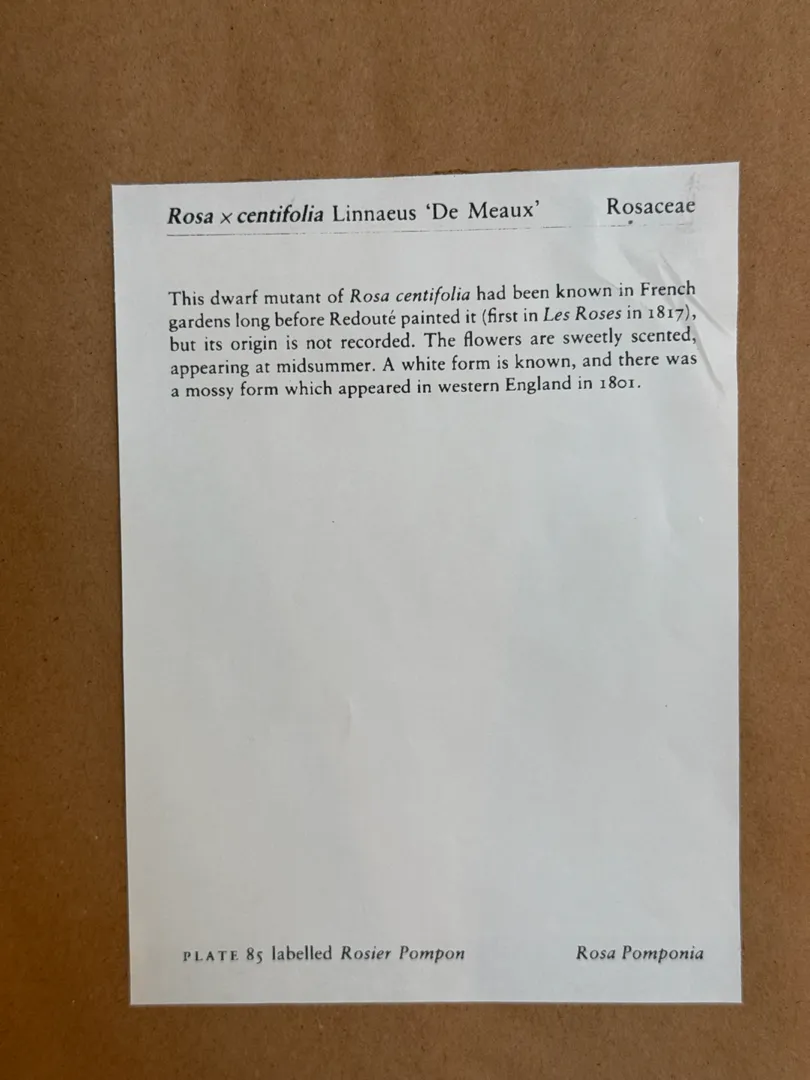 Rosa x centifolia Linnaeus ‘De Meaux’ Rosaceae
This dwarf mutant of Rosa centifolia had been known in French
gardens long before Redouté painted it (first in Les Roses in 1817),
but its origin is not recorded. The flowers are sweetly scented,
appearing at midsummer. A white form is known, and there was
a mossy form which appeared in western England in 1801.
PLATE 85 labelled Rosier Pompon Rosa Pomponia